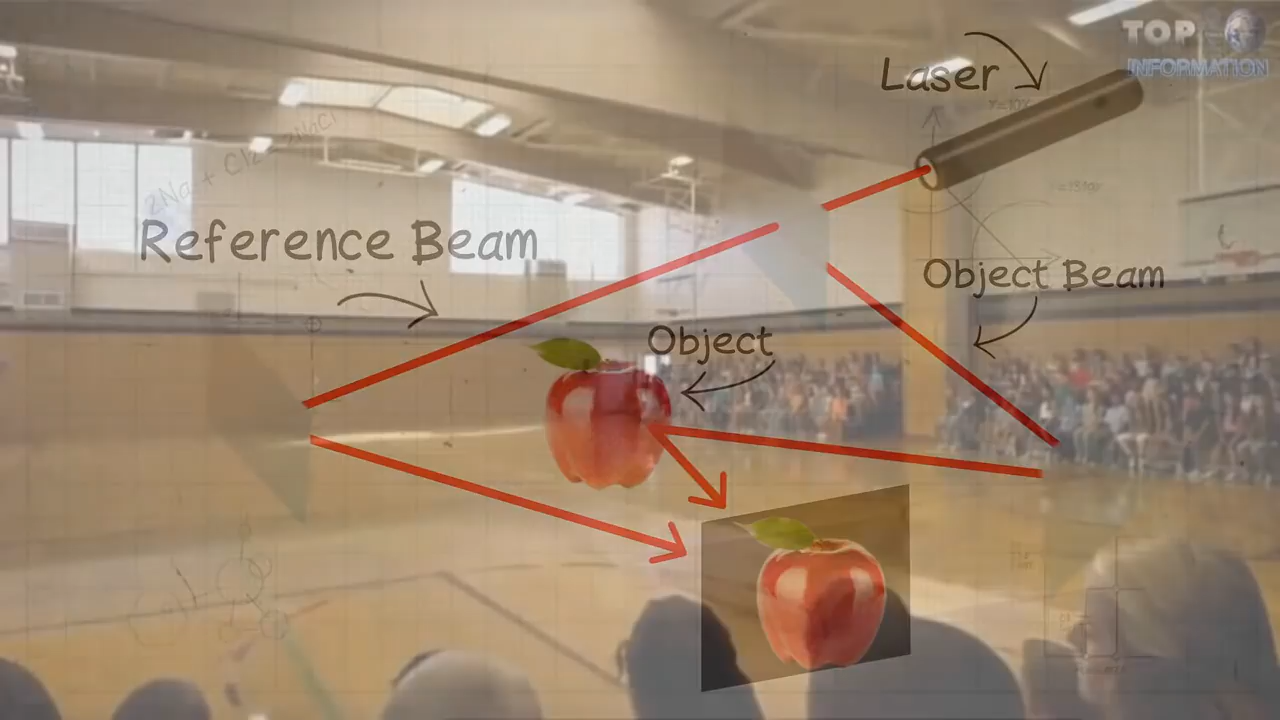 TOP
INFORMATION
Laser
Reference Beam
Object Beam
Object